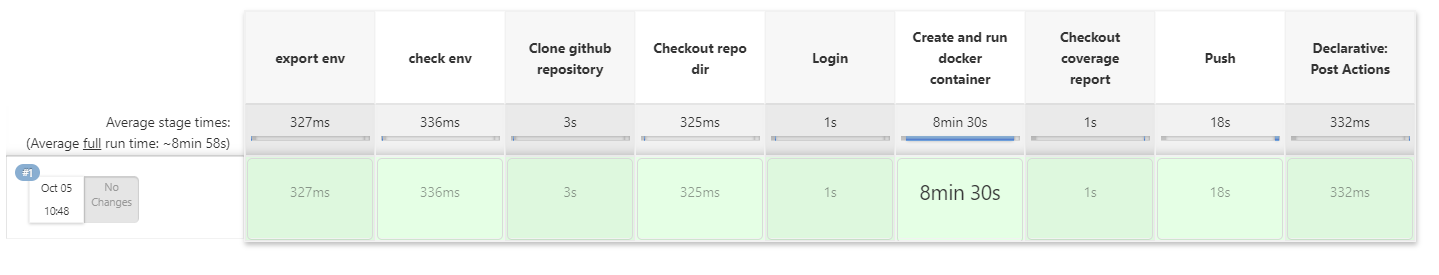 export env
check env
Clone github
repository
Checkout repo
dir
Login
Create and run
docker
container
Checkout
coverage
report
Push
Declarative:
Post Actions
Average stage times:
(Average full run time: ~8min 58s)
327ms
336ms
3s
325ms
1s
8min 30s
1s
18s
332ms
#1
Oct 05
10:48
No
Changes
327ms
336ms
3s
325ms
1s
8min 30s
1s
18s
332ms